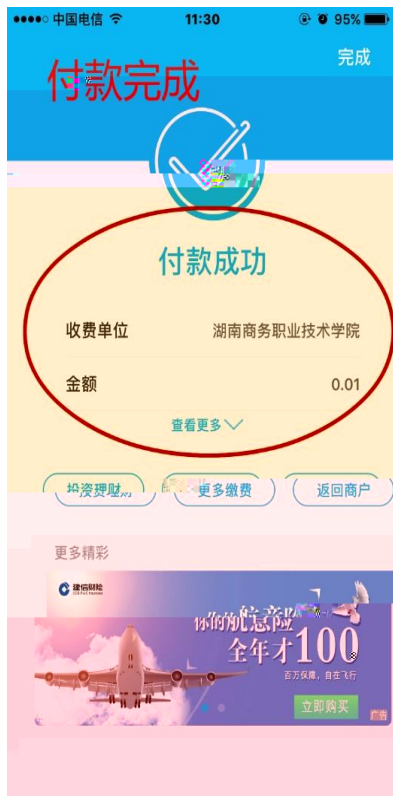 中国电信 11:30 95%
完成
付款完成
付款成功
收费单位 湖南商务职业技术学院
金额 0.01
查看更多
投资理财 更多缴费 返回商户
更多精彩
建信财险
你的航意险
全年才100
百万保障，自在飞行
立即购买
广告